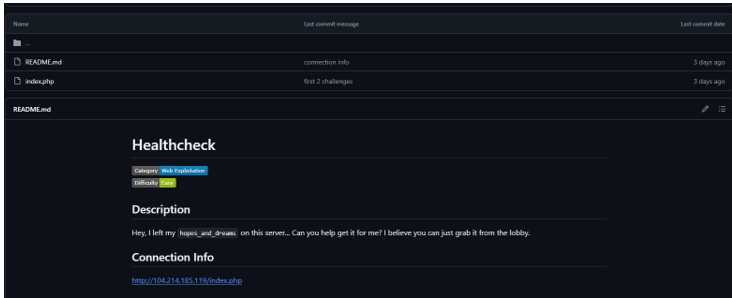 Name Last commit message Last commit date
..
README.md connection info 3 days ago
index.php first 2 challenges 3 days ago
README.md
Healthcheck
Category Web Exploitation
Difficulty Easy
Description
Hey, I left my hopes_and_dreams on this server... Can you help get it for me? I believe you can just grab it from the lobby.
Connection Info
http://104.214.185.119/index.php